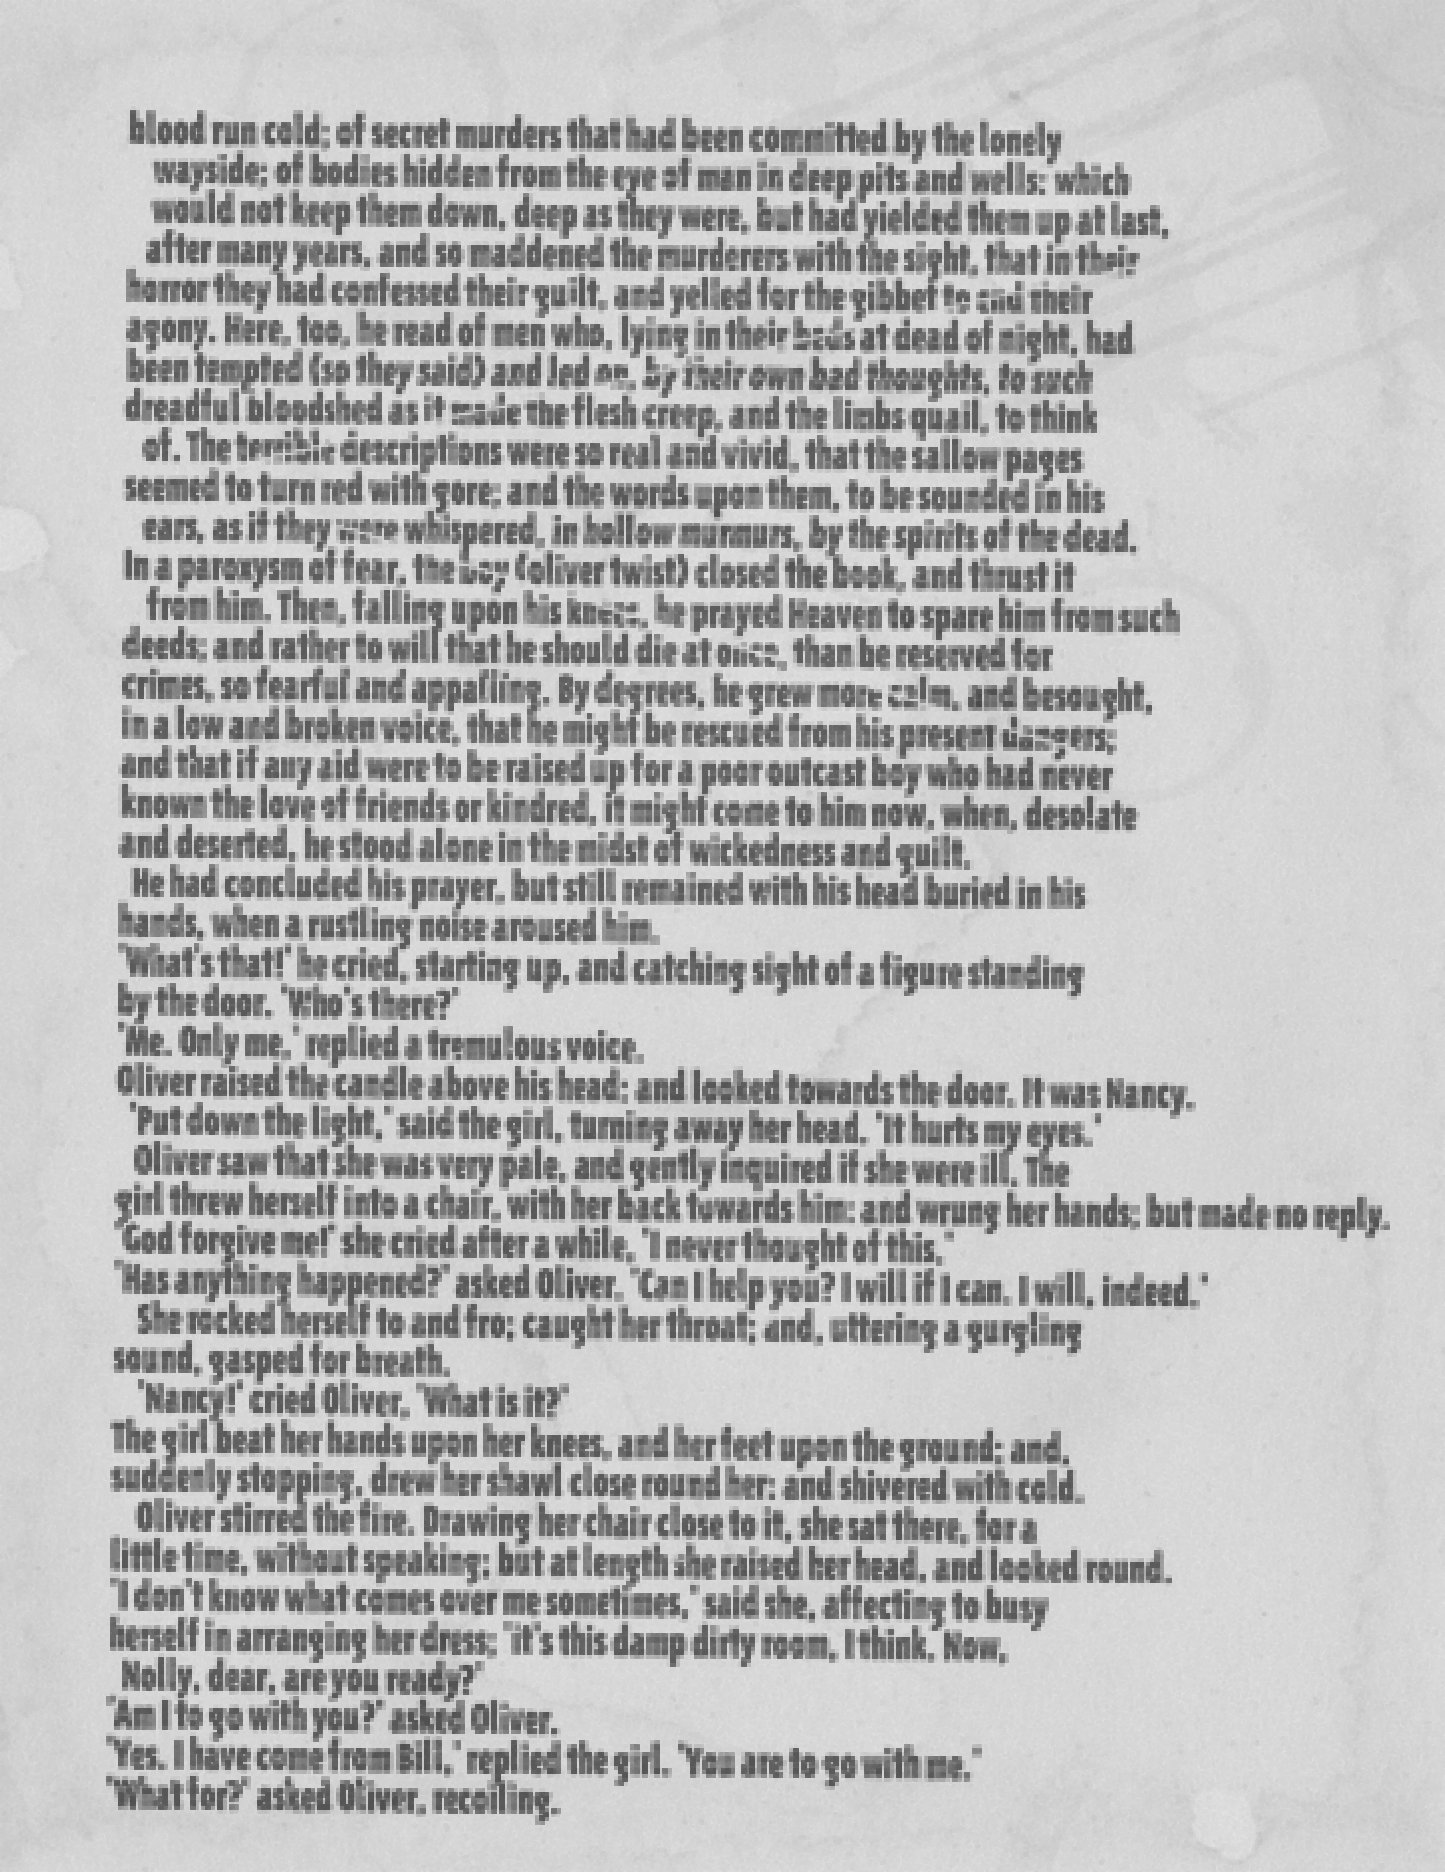 blood run cold; of secret murders that had been committed by the lonely
wayside; of bodies hidden from the eye of man in deep pits and wells: which
would not keep them down, deep as they were, but had yielded them up at last,
after many years, and so maddened the murderers with the sight, that in their
horror they had confessed their guilt, and yelled for the gibbet to end their
agony. Here, too, he read of men who, lying in their beds at dead of night, had
been tempted (so they said) and led on, by their own bad thoughts, to such
dreadful bloodshed as it made the flesh creep, and the limbs quail, to think
of. The terrible descriptions were so real and vivid, that the sallow pages
seemed to turn red with gore; and the words upon them, to be sounded in his
ears, as if they were whispered, in hollow murmurs, by the spirits of the dead.
In a paroxysm of fear, the boy (oliver twist) closed the book, and thrust it
from him. Then, falling upon his knees, he prayed Heaven to spare him from such
deeds; and rather to will that he should die at once, than be reserved for
crimes, so fearful and appalling. By degrees, he grew more calm, and besought,
in a low and broken voice, that he might be rescued from his present dangers;
and that if any aid were to be raised up for a poor outcast boy who had never
known the love of friends or kindred, it might come to him now, when, desolate
and deserted, he stood alone in the midst of wickedness and guilt.
He had concluded his prayer, but still remained with his head buried in his
hands, when a rustling noise aroused him.
'What's that!' he cried, starting up, and catching sight of a figure standing
by the door. 'Who's there?'
'Me. Only me,' replied a tremulous voice.
Oliver raised the candle above his head: and looked towards the door. It was Nancy.
'Put down the light,' said the girl, turning away her head. 'It hurts my eyes.'
Oliver saw that she was very pale, and gently inquired if she were ill. The
girl threw herself into a chair, with her back towards him: and wrung her hands; but made no reply.
'God forgive me!' she cried after a while, 'I never thought of this.'
'Has anything happened?' asked Oliver. 'Can I help you? I will if I can. I will, indeed.'
She rocked herself to and fro; caught her throat; and, uttering a gurgling
sound, gasped for breath.
'Nancy!' cried Oliver, 'What is it?'
The girl beat her hands upon her knees, and her feet upon the ground; and,
suddenly stopping, drew her shawl close round her: and shivered with cold.
Oliver stirred the fire. Drawing her chair close to it, she sat there, for a
little time, without speaking; but at length she raised her head, and looked round.
'I don't know what comes over me sometimes,' said she, affecting to busy
herself in arranging her dress; 'it's this damp dirty room, I think. Now,
Nolly, dear, are you ready?'
'Am I to go with you?' asked Oliver.
'Yes. I have come from Bill,' replied the girl. 'You are to go with me.'
'What for?' asked Oliver, recoiling.